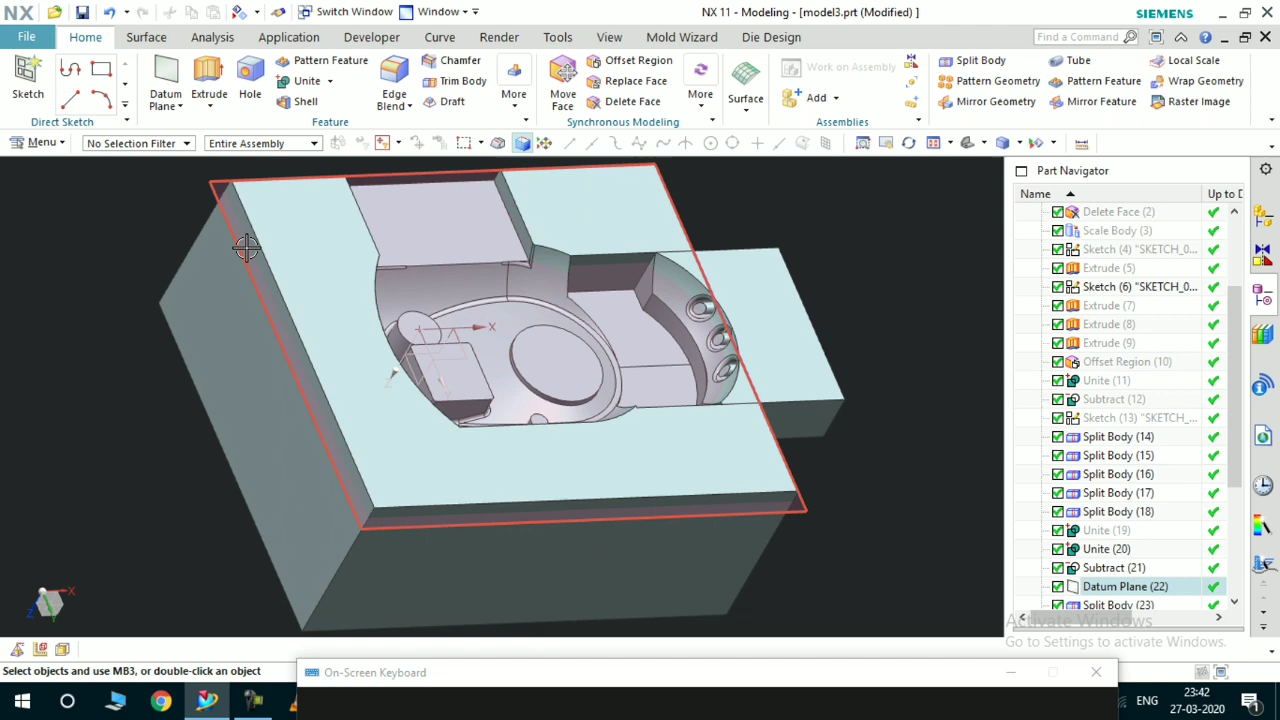 NX
Switch Window
Window
NX 11 - Modeling - [model3.prt (Modified) ]
SIEMENS
File
Home
Surface
Analysis
Application
Developer
Curve
Render
Tools
View
Mold Wizard
Die Design
Find a Command
Sketch
Direct Sketch
Datum Plane
Extrude
Hole
Pattern Feature
Unite
Shell
Edge Blend
Chamfer
Trim Body
Draft
More
Feature
Move Face
Offset Region
Replace Face
Delete Face
More
Synchronous Modeling
Surface
Work on Assembly
Add
Assemblies
Split Body
Pattern Geometry
Mirror Geometry
Tube
Pattern Feature
Mirror Feature
Local Scale
Wrap Geometry
Raster Image
Menu
No Selection Filter
Entire Assembly
Part Navigator
Name
Up to D
Delete Face (2)
Scale Body (3)
Sketch (4) "SKETCH_0...
Extrude (5)
Sketch (6) "SKETCH_0...
Extrude (7)
Extrude (8)
Extrude (9)
Offset Region (10)
Unite (11)
Subtract (12)
Sketch (13) "SKETCH_...
Split Body (14)
Split Body (15)
Split Body (16)
Split Body (17)
Split Body (18)
Unite (19)
Unite (20)
Subtract (21)
Datum Plane (22)
Split Body (23)
X
X
Z
Y
Activate Windows
Go to Settings to activate Windows.
Select objects and use MB3, or double-click an object
On-Screen Keyboard
ENG
23:42
27-03-2020
1